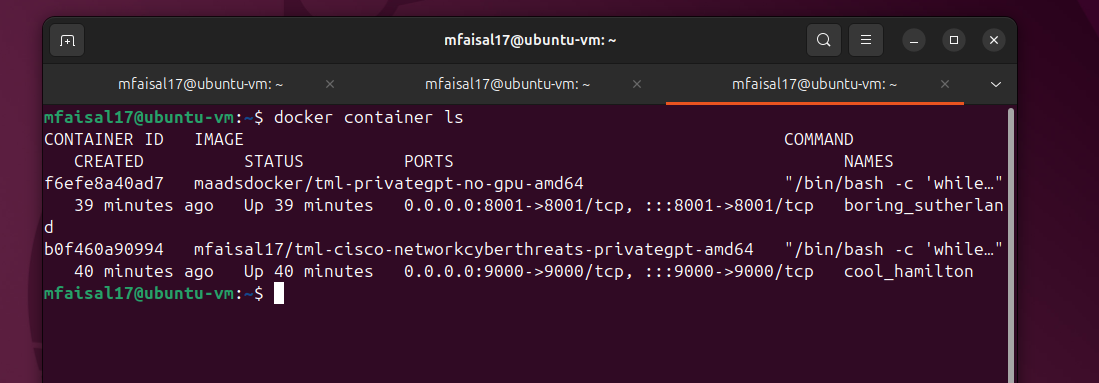 mfaisal17@ubuntu-vm: ~
mfaisal17@ubuntu-vm: ~ mfaisal17@ubuntu-vm: ~ mfaisal17@ubuntu-vm: ~
mfaisal17@ubuntu-vm:~$ docker container ls
CONTAINER ID   IMAGE                                                      COMMAND
   CREATED          STATUS          PORTS                                       NAMES
f6efe8a40ad7   maadsdocker/tml-privategpt-no-gpu-amd64                    "/bin/bash -c 'while…"
   39 minutes ago   Up 39 minutes   0.0.0.0:8001->8001/tcp, :::8001->8001/tcp   boring_sutherlan
d
b0f460a90994   mfaisal17/tml-cisco-networkcyberthreats-privategpt-amd64   "/bin/bash -c 'while…"
   40 minutes ago   Up 40 minutes   0.0.0.0:9000->9000/tcp, :::9000->9000/tcp   cool_hamilton
mfaisal17@ubuntu-vm:~$